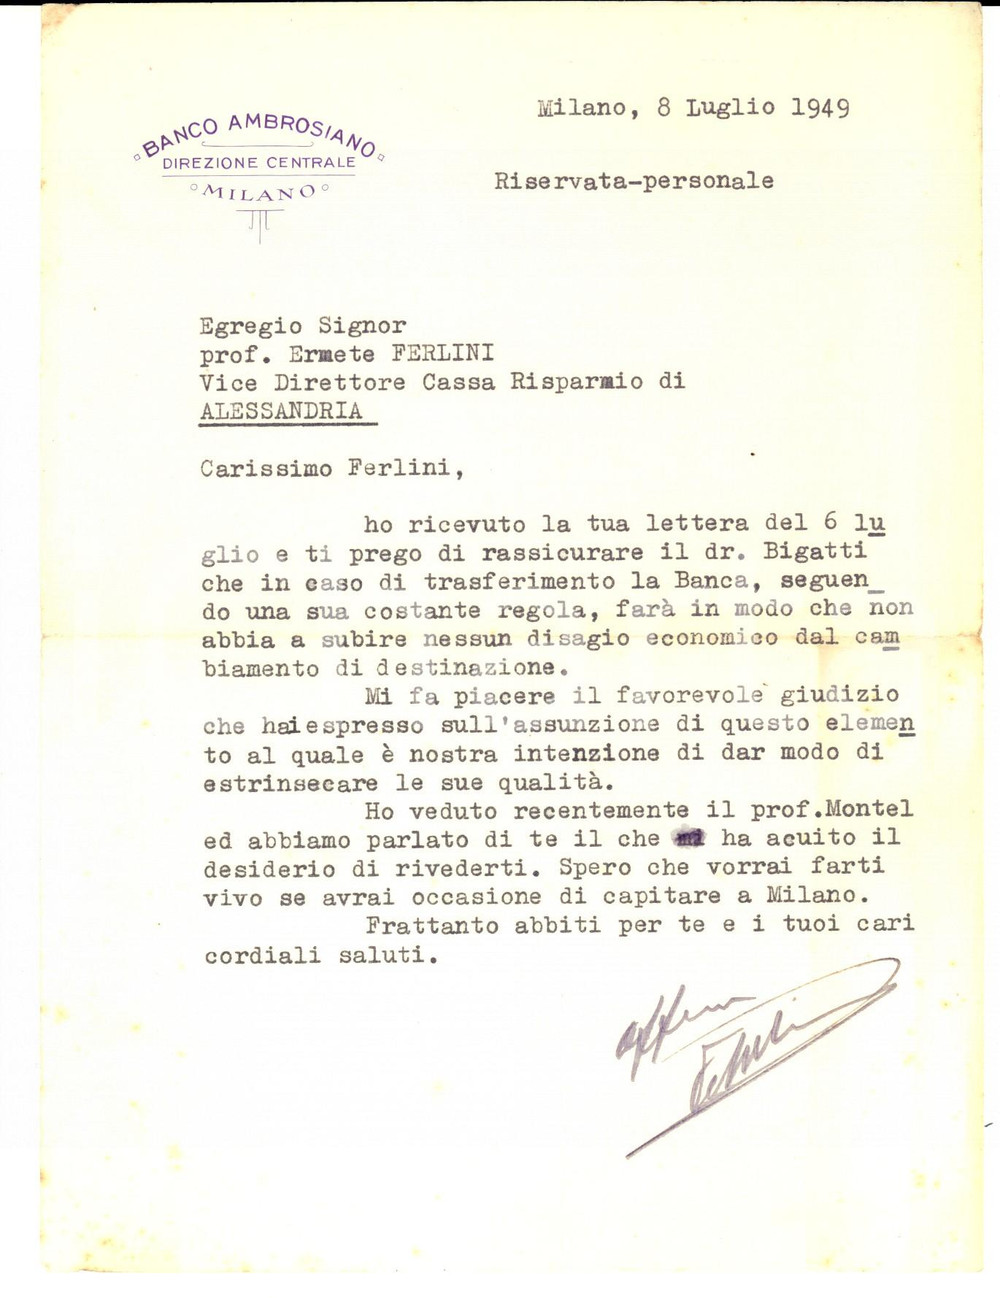 BANCO AMBROSIANO
DIREZIONE CENTRALE
MILANO
Milano, 8 Luglio 1949
Riservata-personale
Egregio Signor
prof. Ermete FERLINI
Vice Direttore Cassa Risparmio di
ALESSANDRIA
Carissimo Ferlini,
ho ricevuto la tua lettera del 6 lu
glio e ti prego di rassicurare il dr. Bigatti
che in caso di trasferimento la Banca, seguen_
do una sua costante regola, farà in modo che non
abbia a subire nessun disagio economico dal cam
biamento di destinazione.
Mi fa piacere il favorevole giudizio
che hai espresso sull'assunzione di questo elemen
to al quale è nostra intenzione di dar modo di
estrinsecare le sue qualità.
Ho veduto recentemente il prof.Montel
ed abbiamo parlato di te il che ha acuito il
desiderio di rivederti. Spero che vorrai farti
vivo se avrai occasione di capitare a Milano.
Frattanto abbiti per te e i tuoi cari
cordiali saluti.